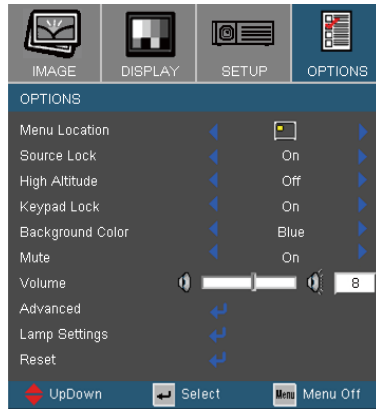 IMAGE DISPLAY SETUP OPTIONS
OPTIONS
Menu Location
Source Lock On
High Altitude Off
Keypad Lock On
Background Color Blue
Mute On
Volume 8
Advanced
Lamp Settings
Reset
UpDown Select Menu Menu Off